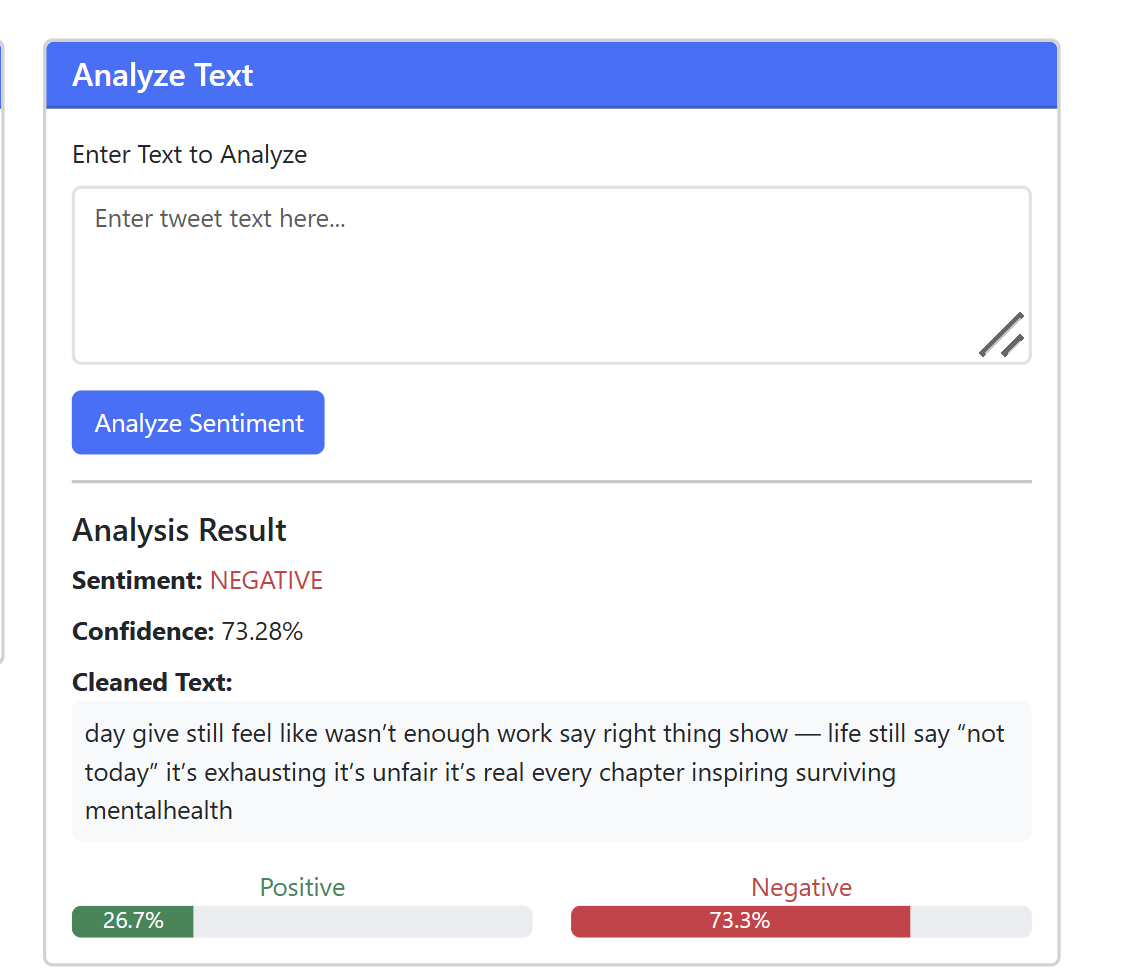 Analyze Text
Enter Text to Analyze
Enter tweet text here...
Analyze Sentiment
Analysis Result
Sentiment: NEGATIVE
Confidence: 73.28%
Cleaned Text:
day give still feel like wasn’t enough work say right thing show — life still say “not
today” it’s exhausting it’s unfair it’s real every chapter inspiring surviving
mentalhealth
Positive
26.7%
Negative
73.3%